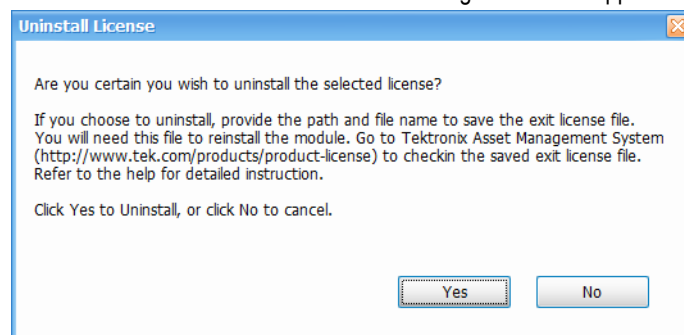 Uninstall License
Are you certain you wish to uninstall the selected license?
If you choose to uninstall, provide the path and file name to save the exit license file.
You will need this file to reinstall the module. Go to Tektronix Asset Management System
(http://www.tek.com/products/product-license) to checkin the saved exit license file.
Refer to the help for detailed instruction.
Click Yes to Uninstall, or click No to cancel.
Yes No